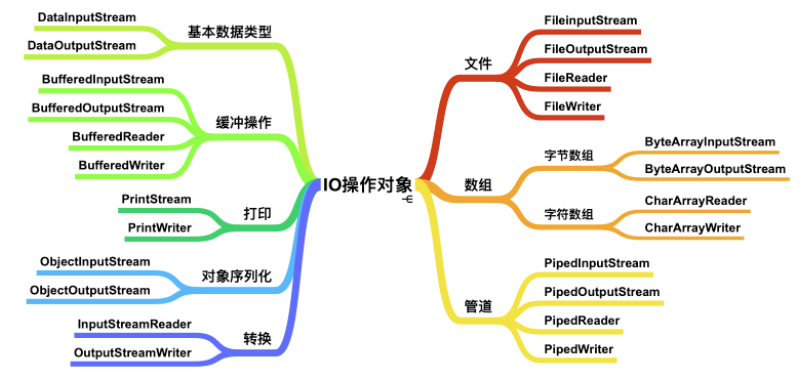 IO操作对象
基本数据类型
DataInputStream
DataOutputStream
缓冲操作
BufferedInputStream
BufferedOutputStream
BufferedReader
BufferedWriter
打印
PrintStream
PrintWriter
对象序列化
ObjectInputStream
ObjectOutputStream
转换
InputStreamReader
OutputStreamWriter
文件
FileinputStream
FileOutputStream
FileReader
FileWriter
数组
字节数组
ByteArrayInputStream
ByteArrayOutputStream
字符数组
CharArrayReader
CharArrayWriter
管道
PipedInputStream
PipedOutputStream
PipedReader
PipedWriter